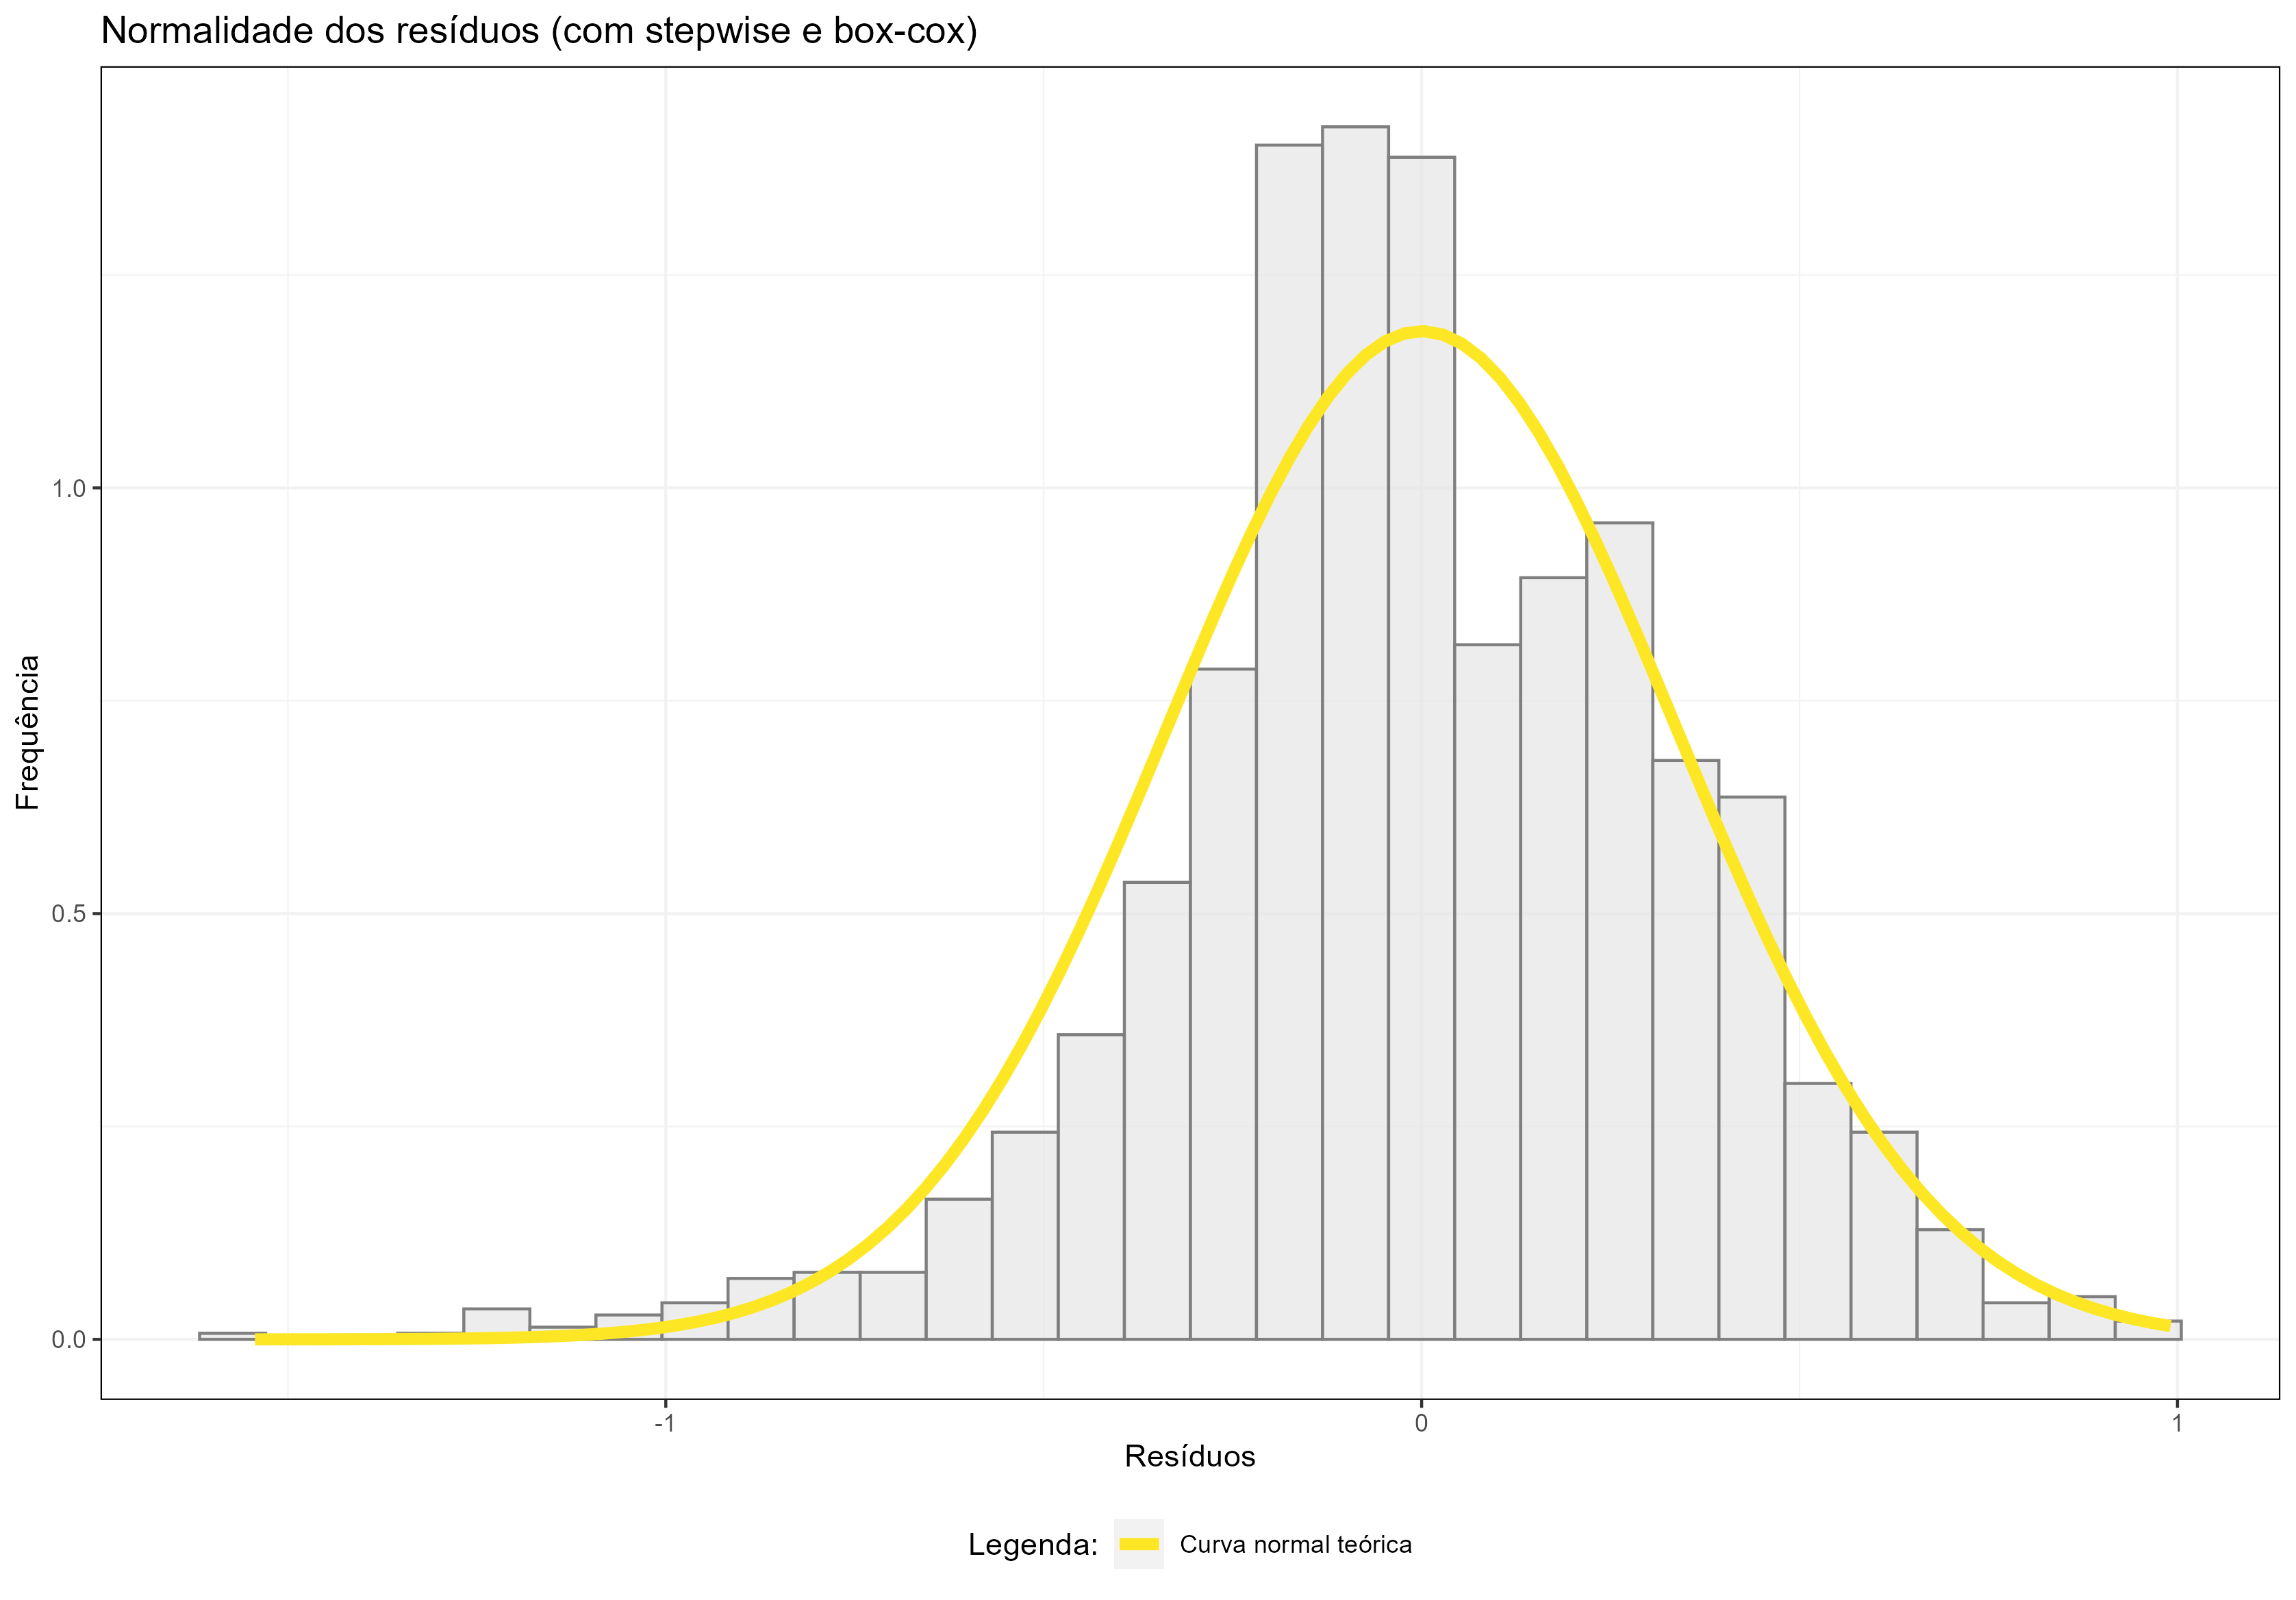 Normalidade dos resíduos (com stepwise e box-cox)
Frequência
1.0
0.5
0.0
-1
0
1
Resíduos
Legenda:
Curva normal teórica